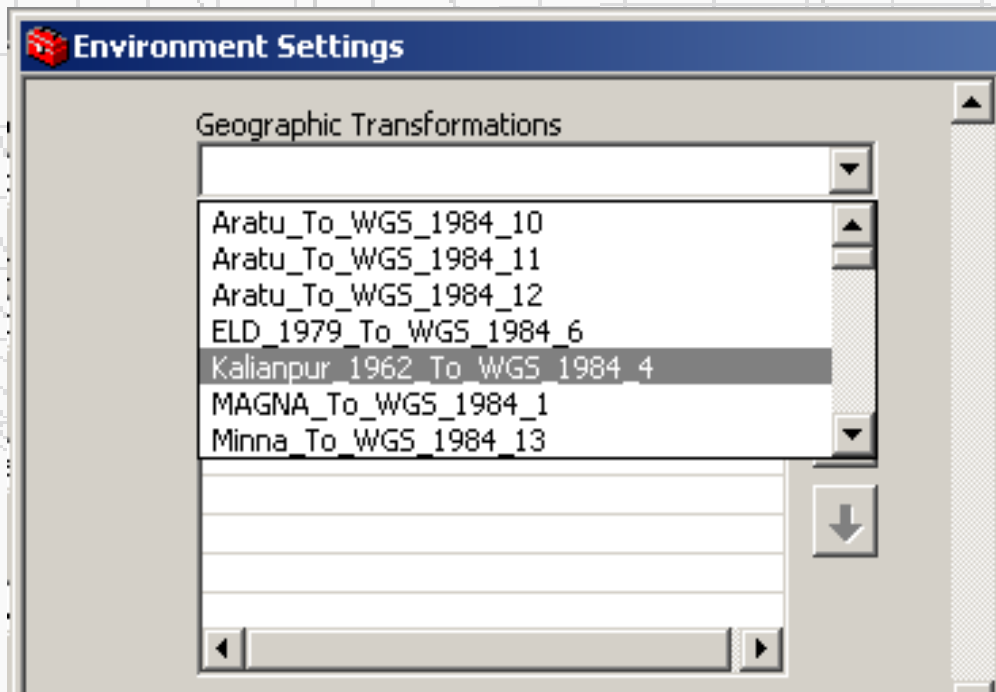 Environment Settings
Geographic Transformations
Aratu_To_WGS_1984_10
Aratu_To_WGS_1984_11
Aratu_To_WGS_1984_12
ELD_1979_To_WGS_1984_6
Kalianpur_1962_To_WGS_1984_4
MAGNA_To_WGS_1984_1
Minna_To_WGS_1984_13